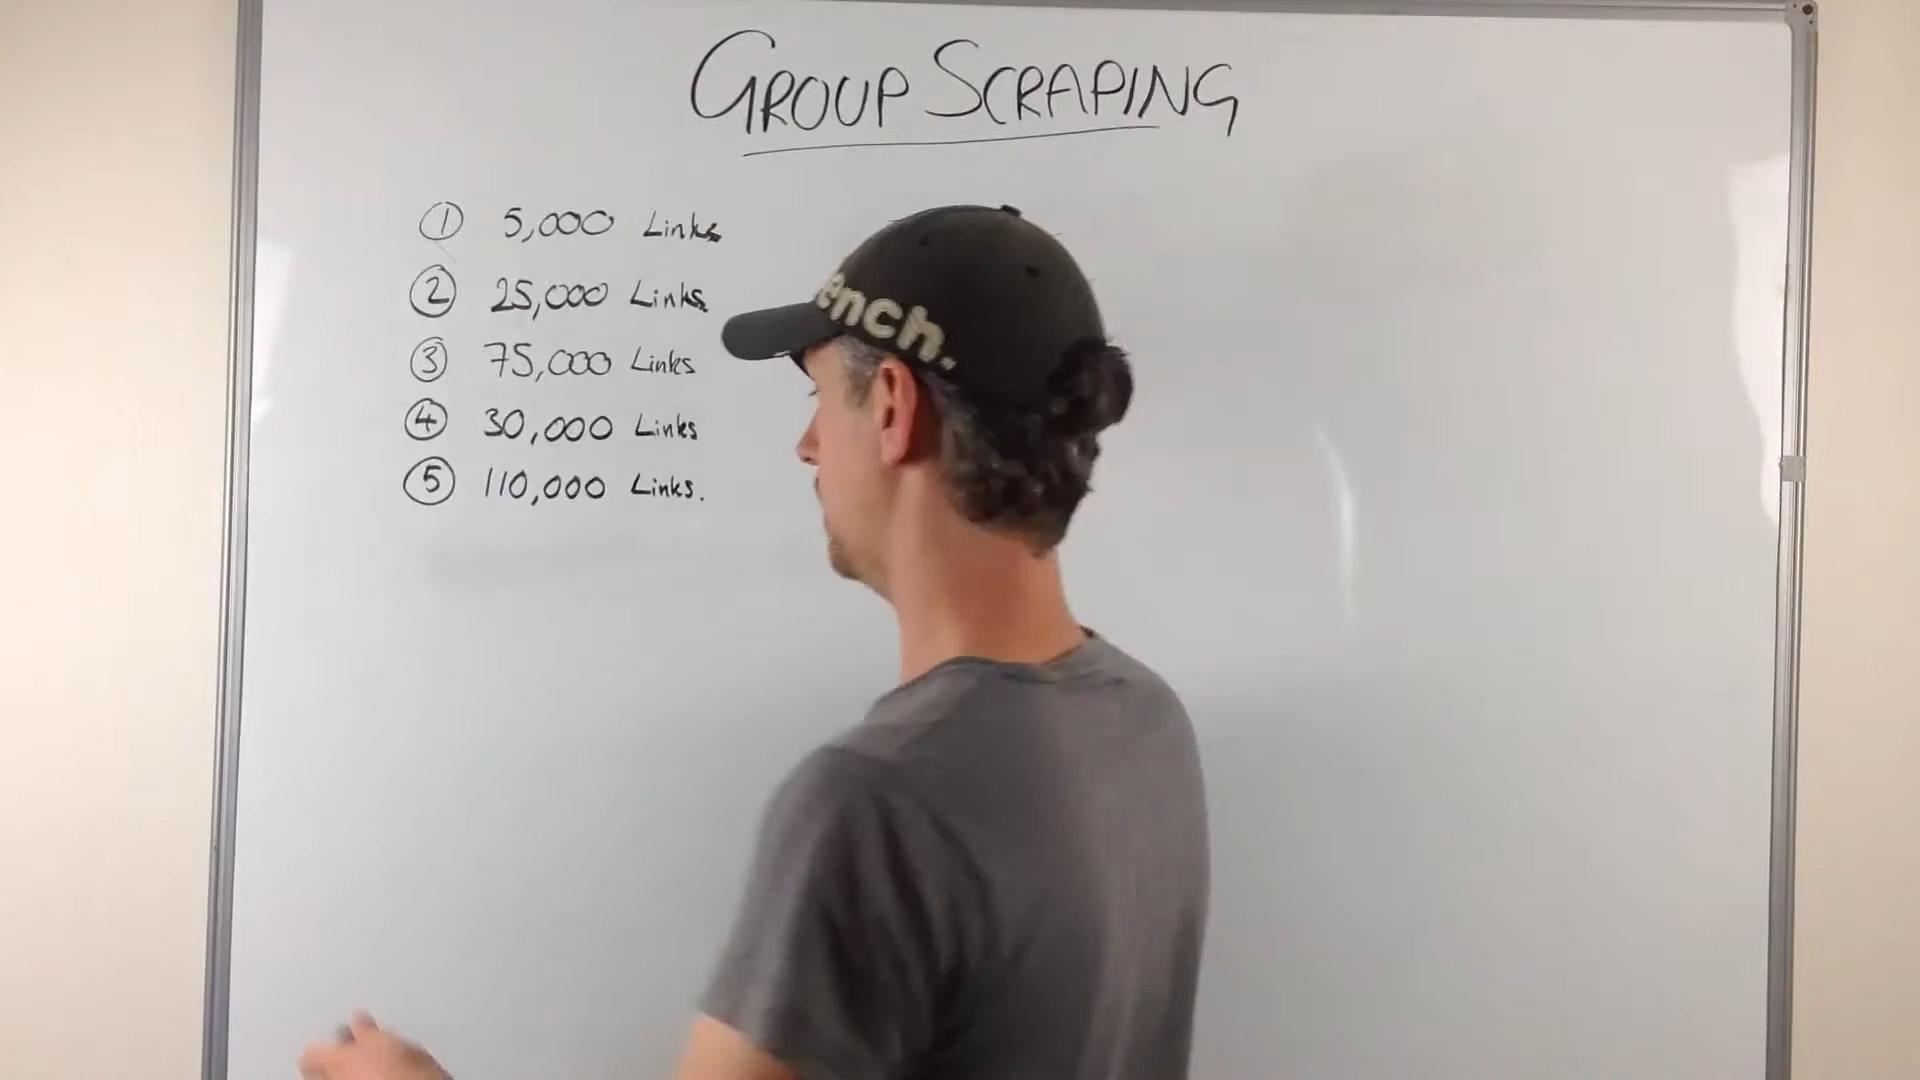 GROUP SCRAPING
1 5,000 Links
2 25,000 Links.
3 75,000 Links
4 30,000 Links
5 110,000 Links.